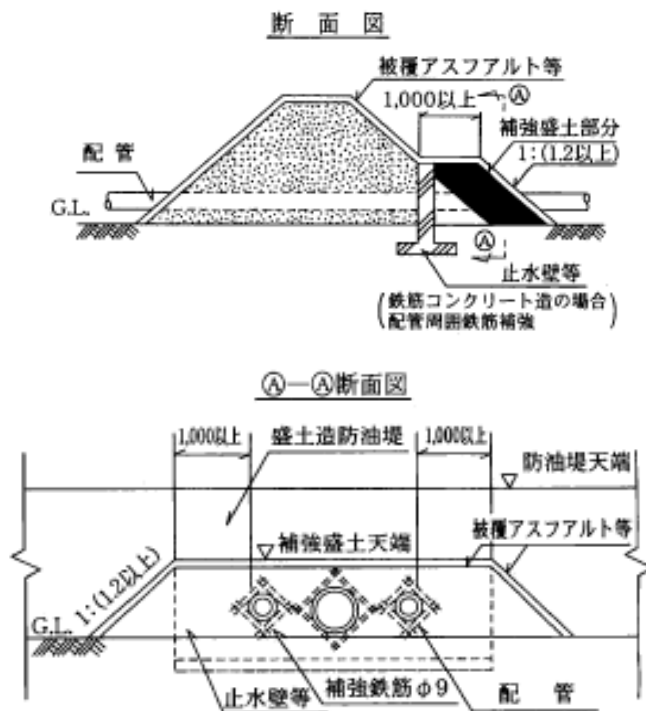 断面図
被覆アスフアルト等
1,000以上
Ⓐ
補強盛土部分
1:(1.2以上)
配管
G.L.
Ⓐ
止水壁等
(鉄筋コンクリート造の場合
配管周囲鉄筋補強)
Ⓐ—Ⓐ断面図
1,000以上
盛土造防油堤
1,000以上
防油堤天端
補強盛土天端
被覆アスフアルト等
1:(1.2以上)
G.L.
止水壁等
補強鉄筋φ9
配管